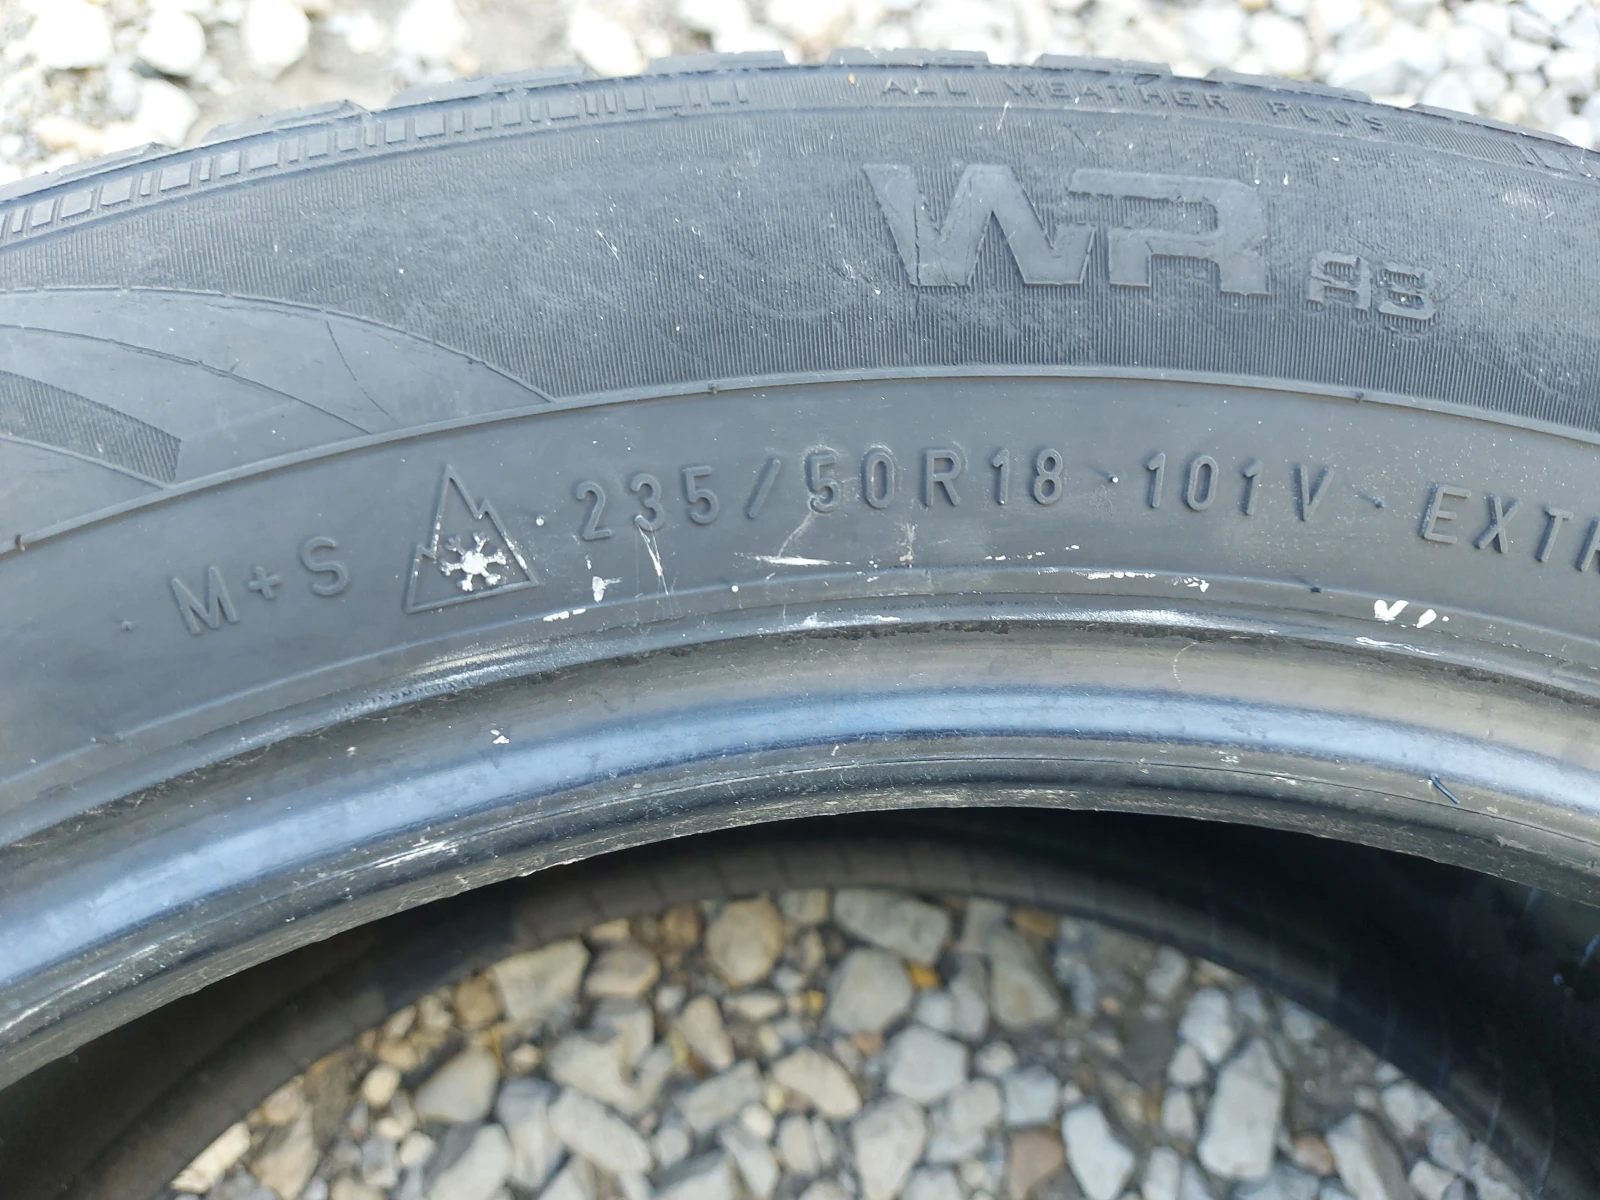 ALL WEATHER PLUS
WR A3
M+S 235/50R18 101V EXTR